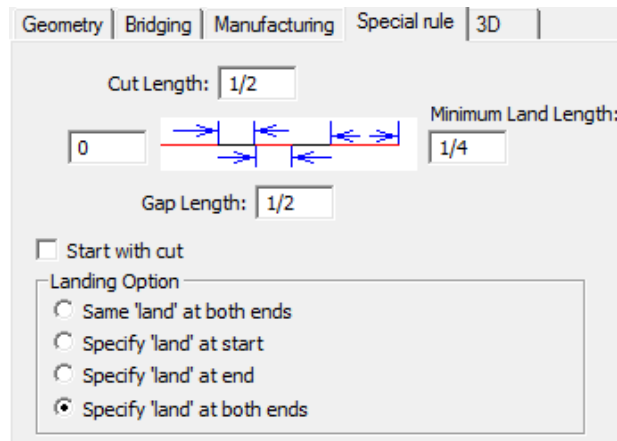 Geometry Bridging Manufacturing Special rule 3D
Cut Length: 1/2
Minimum Land Length:
0 1/4
Gap Length: 1/2
Start with cut
Landing Option
Same 'land' at both ends
Specify 'land' at start
Specify 'land' at end
Specify 'land' at both ends